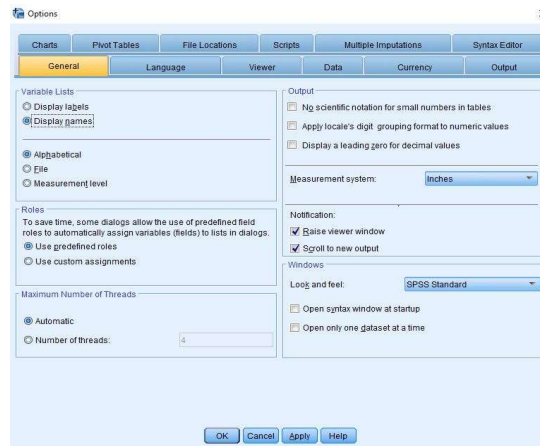 Options
Charts
Pivot Tables
File Locations
Scripts
Multiple Imputations
Syntax Editor
General
Language
Viewer
Data
Currency
Output
Variable Lists
Display labels
Display names
Alphabetical
File
Measurement level
Roles
To save time, some dialogs allow the use of predefined field
roles to automatically assign variables (fields) to lists in dialogs.
Use predefined roles
Use custom assignments
Maximum Number of Threads
Automatic
Number of threads:
4
Output
No scientific notation for small numbers in tables
Apply locale's digit grouping format to numeric values
Display a leading zero for decimal values
Measurement system:
Inches
Notification:
Raise viewer window
Scroll to new output
Windows
Look and feel:
SPSS Standard
Open syntax window at startup
Open only one dataset at a time
OK
Cancel
Apply
Help